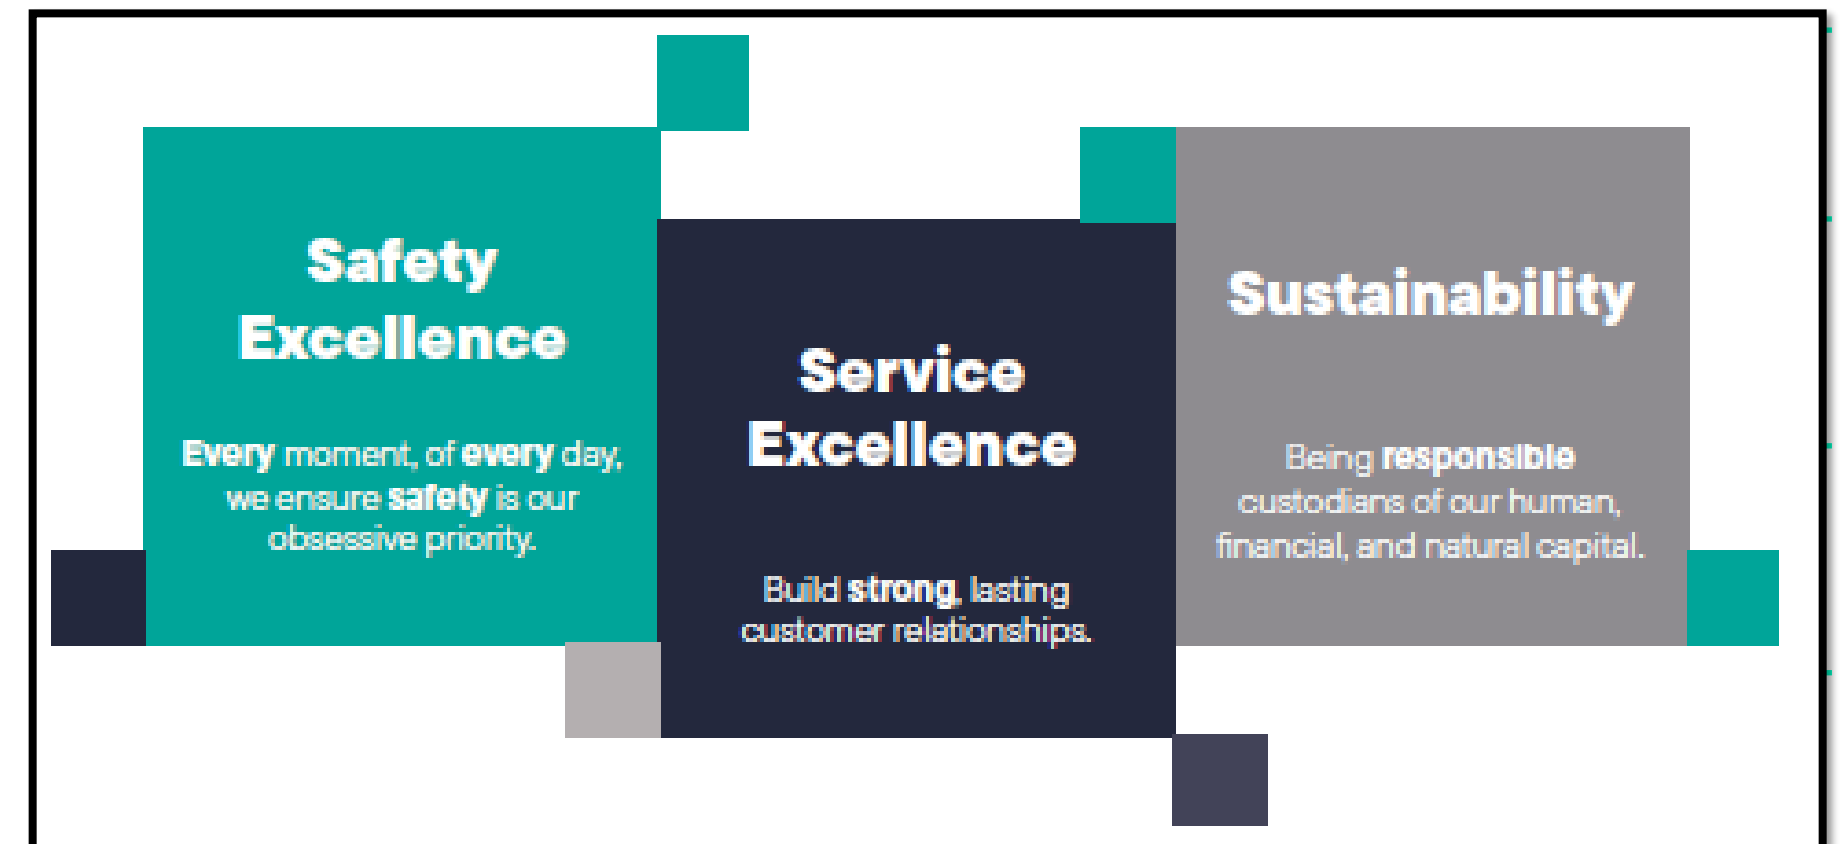 Safety
Excellence
Every moment, of every day,
we ensure safety is our
obsessive priority.
Service
Excellence
Build strong, lasting
customer relationships.
Sustainability
Being responsible
custodians of our human,
financial, and natural capital.